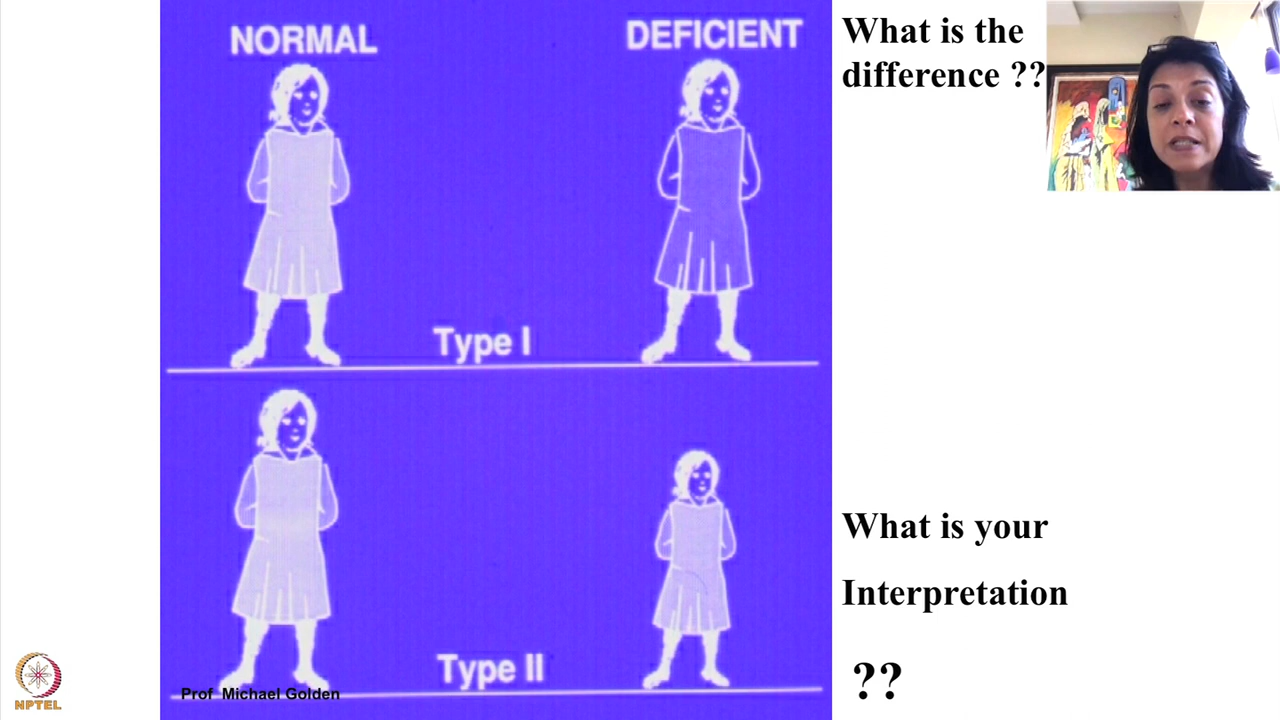 NORMAL
DEFICIENT
Type I
Type II
Prof Michael Golden
What is the
difference ??
What is your
Interpretation
??
NPTEL